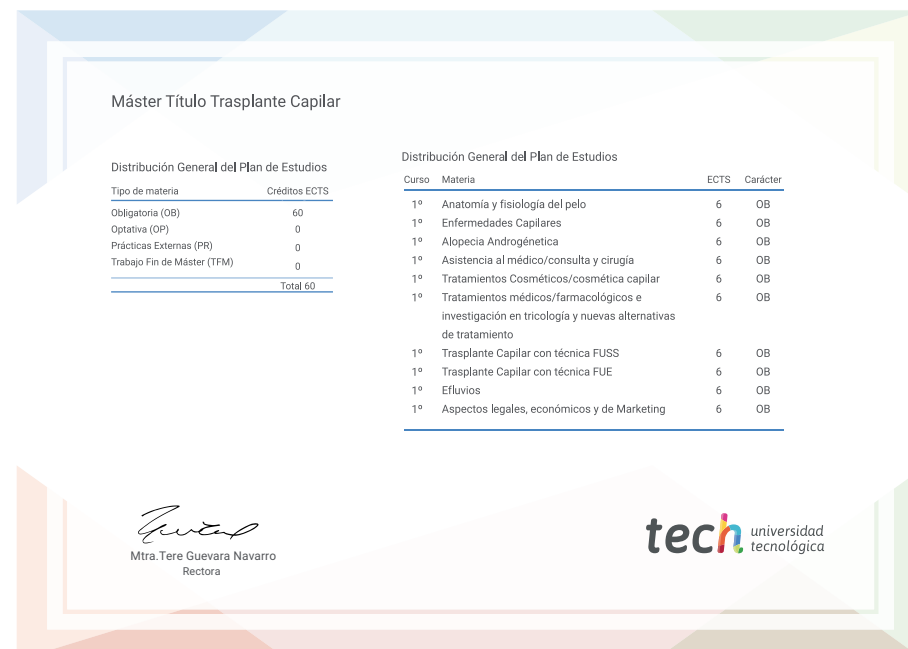 Máster Título Trasplante Capilar
Distribución General del Plan de Estudios
Tipo de materia Créditos ECTS
Obligatoria (OB) 60
Optativa (OP) 0
Prácticas Externas (PR) 0
Trabajo Fin de Máster (TFM) 0
Total 60
Distribución General del Plan de Estudios
Curso Materia ECTS Carácter
1º Anatomía y fisiología del pelo 6 OB
1º Enfermedades Capilares 6 OB
1º Alopecia Androgénetica 6 OB
1º Asistencia al médico/consulta y cirugía 6 OB
1º Tratamientos Cosméticos/cosmética capilar 6 OB
1º Tratamientos médicos/farmacológicos e 6 OB
investigación en tricología y nuevas alternativas
de tratamiento
1º Trasplante Capilar con técnica FUSS 6 OB
1º Trasplante Capilar con técnica FUE 6 OB
1º Efluvios 6 OB
1º Aspectos legales, económicos y de Marketing 6 OB
Mtra.Tere Guevara Navarro
Rectora
tech universidad
tecnológica